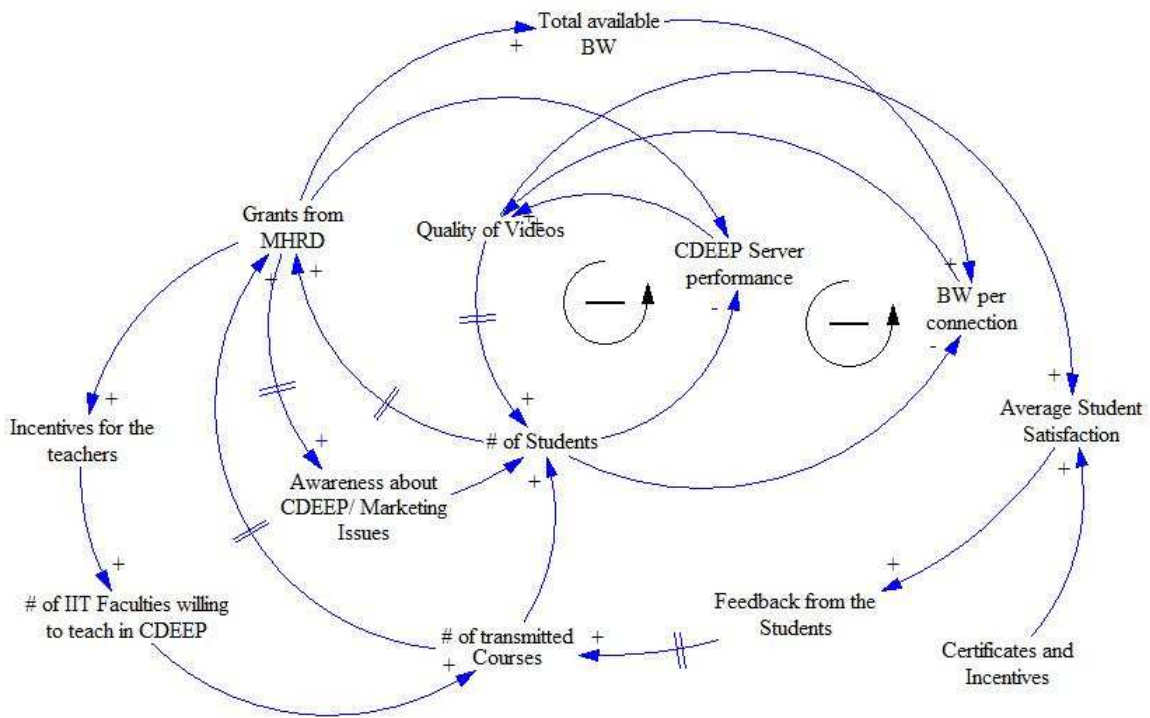 Total available
BW
+
Grants from
MHRD
+
+
Quality of Videos
+
+
CDEEP Server
performance
-
+
BW per
connection
-
+
Incentives for the
teachers
+
# of Students
+
+
Average Student
Satisfaction
+
+
Awareness about
CDEEP/ Marketing
Issues
+
# of IIT Faculties willing
to teach in CDEEP
+
+
# of transmitted
Courses
+
+
Feedback from the
Students
Certificates and
Incentives